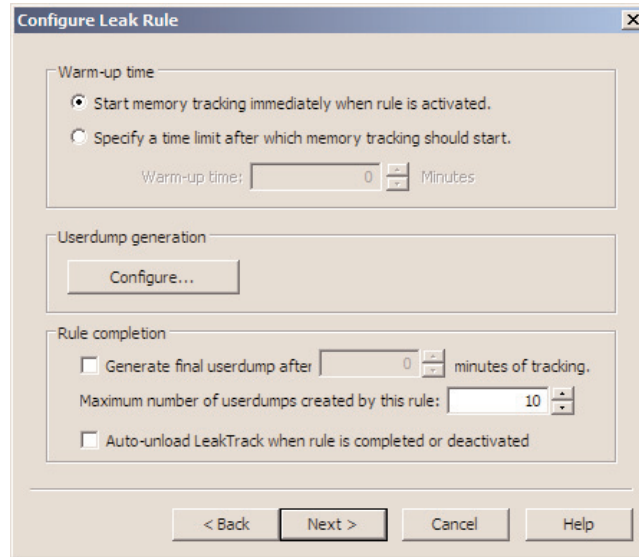 Configure Leak Rule
Warm-up time
Start memory tracking immediately when rule is activated.
Specify a time limit after which memory tracking should start.
Warm-up time: 0 Minutes
Userdump generation
Configure...
Rule completion
Generate final userdump after 0 minutes of tracking.
Maximum number of userdumps created by this rule: 10
Auto-unload LeakTrack when rule is completed or deactivated
< Back Next > Cancel Help